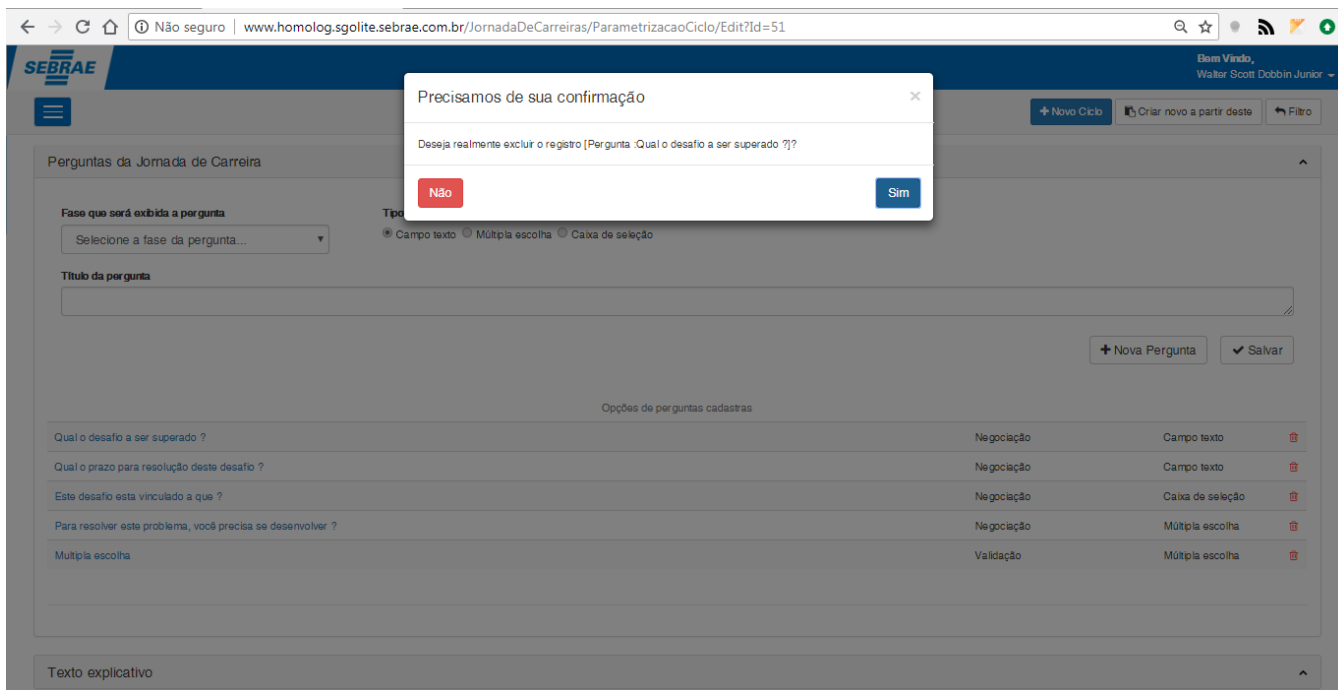 Não seguro | www.homolog.sgolite.sebrae.com.br/JornadaDeCarreiras/ParametrizacaoCiclo/Edit?Id=51
SEBRAE
Bem Vindo,
Walter Scott Dobbin Junior
Precisamos de sua confirmação ×
+ Novo Ciclo Criar novo a partir deste Filtro
Deseja realmente excluir o registro [Pergunta :Qual o desafio a ser superado ?]?
Não Sim
Perguntas da Jornada de Carreira
Fase que será exibida a pergunta Tipo
Selecione a fase da pergunta... Campo texto Múltipla escolha Caixa de seleção
Título da pergunta
+ Nova Pergunta Salvar
Opções de perguntas cadastras
Qual o desafio a ser superado ? Negociação Campo texto
Qual o prazo para resolução deste desafio ? Negociação Campo texto
Este desafio esta vinculado a que ? Negociação Caixa de seleção
Para resolver este problema, você precisa se desenvolver ? Negociação Múltipla escolha
Multipla escolha Validação Múltipla escolha
Texto explicativo